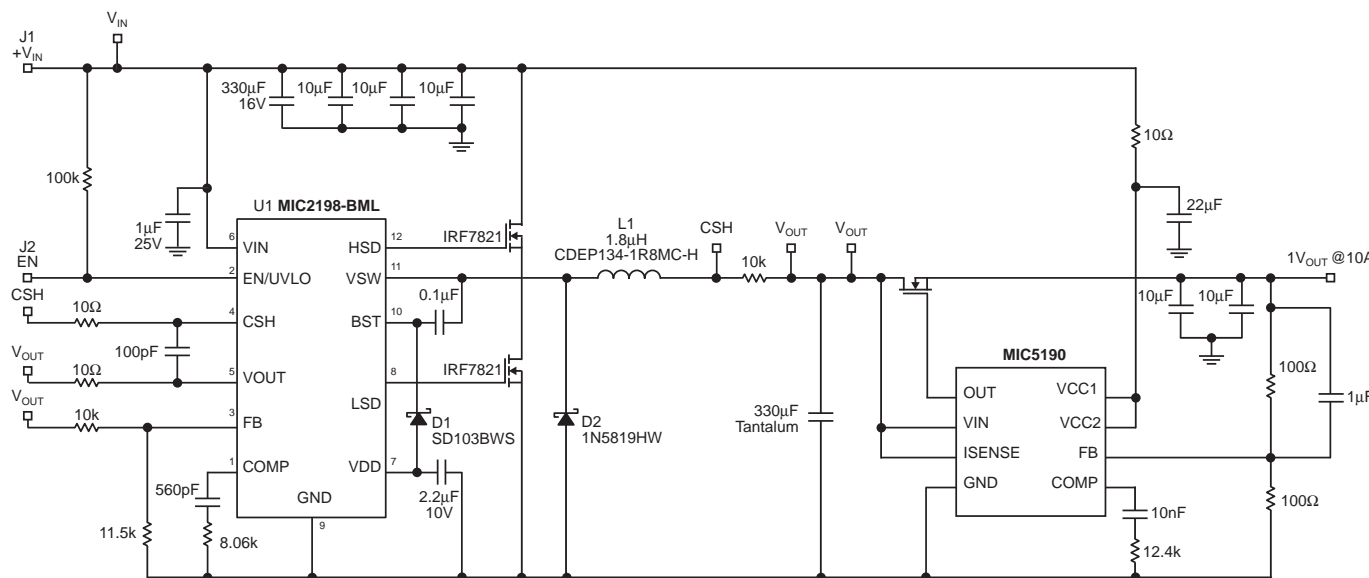 J1
+VIN
VIN
100k
1µF
25V
330µF
16V
10µF
10µF
10µF
10Ω
22µF
J2
EN
CSH
10Ω
100pF
VOUT
10Ω
VOUT
10k
11.5k
560pF
8.06k
U1 MIC2198-BML
6
VIN
2
EN/UVLO
4
CSH
5
VOUT
3
FB
1
COMP
GND
9
HSD
12
VSW
11
BST
10
LSD
8
VDD
7
IRF7821
IRF7821
0.1µF
D1
SD103BWS
2.2µF
10V
D2
1N5819HW
L1
1.8µH
CDEP134-1R8MC-H
CSH
10k
VOUT
VOUT
330µF
Tantalum
MIC5190
OUT
VIN
ISENSE
GND
VCC1
VCC2
FB
COMP
10nF
12.4k
10µF
10µF
1VOUT @10A
100Ω
1µF
100Ω